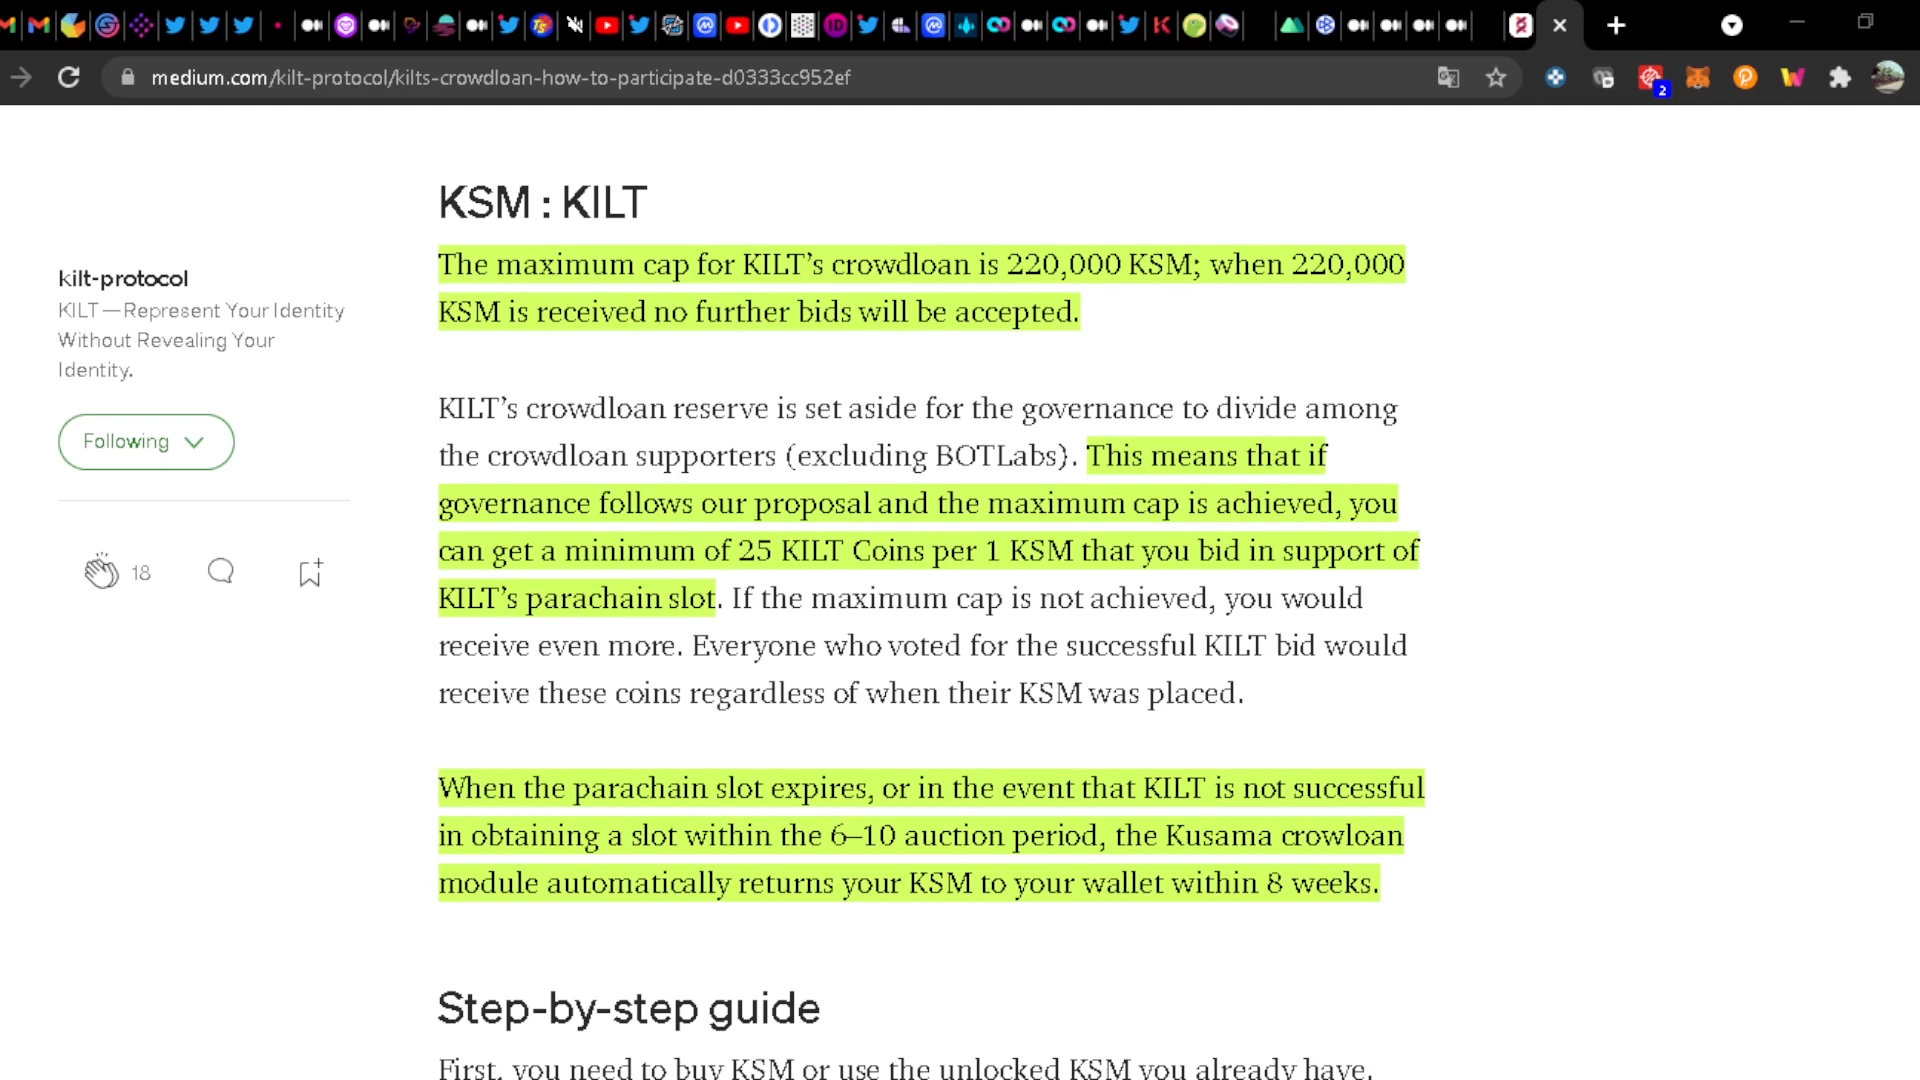 medium.com/kilt-protocol/kilts-crowdloan-how-to-participate-d0333cc952ef
2
KSM : KILT
The maximum cap for KILT’s crowdloan is 220,000 KSM; when 220,000
KSM is received no further bids will be accepted.
kilt-protocol
KILT — Represent Your Identity
Without Revealing Your
Identity.
Following
18
KILT’s crowdloan reserve is set aside for the governance to divide among
the crowdloan supporters (excluding BOTLabs). This means that if
governance follows our proposal and the maximum cap is achieved, you
can get a minimum of 25 KILT Coins per 1 KSM that you bid in support of
KILT’s parachain slot. If the maximum cap is not achieved, you would
receive even more. Everyone who voted for the successful KILT bid would
receive these coins regardless of when their KSM was placed.
When the parachain slot expires, or in the event that KILT is not successful
in obtaining a slot within the 6–10 auction period, the Kusama crowloan
module automatically returns your KSM to your wallet within 8 weeks.
Step-by-step guide
First, you need to buy KSM or use the unlocked KSM you already have.